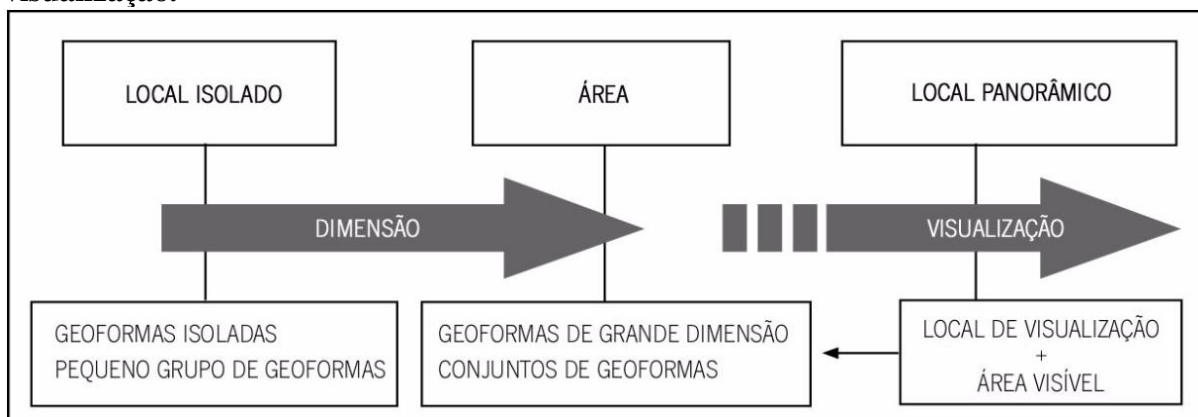 visualização.
LOCAL ISOLADO
ÁREA
LOCAL PANORÂMICO
DIMENSÃO
VISUALIZAÇÃO
GEOFORMAS ISOLADAS
PEQUENO GRUPO DE GEOFORMAS
GEOFORMAS DE GRANDE DIMENSÃO
CONJUNTOS DE GEOFORMAS
LOCAL DE VISUALIZAÇÃO
+
ÁREA VISÍVEL